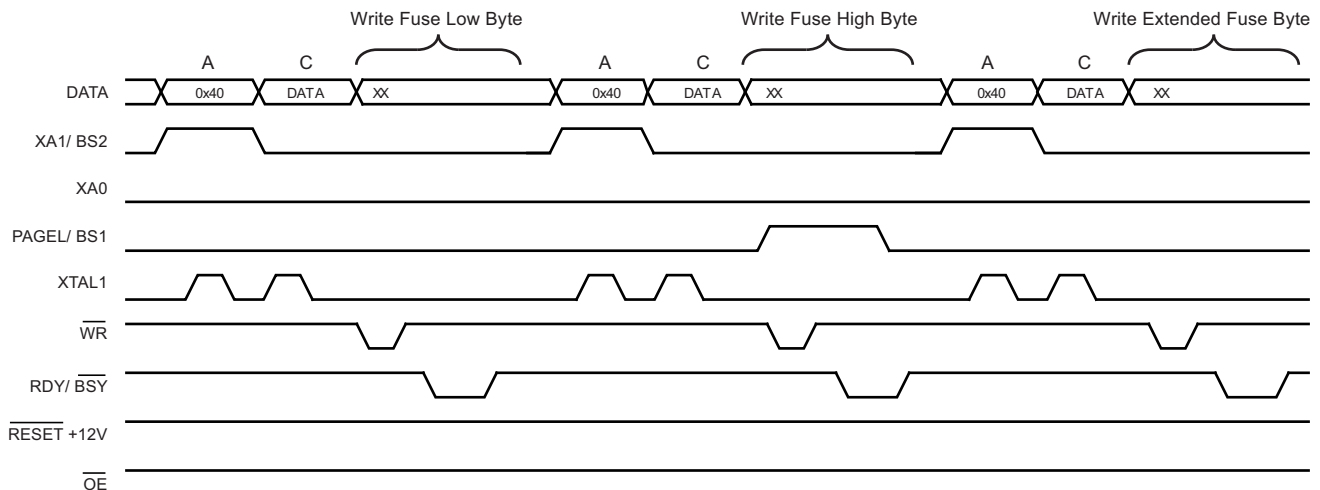 Write Fuse Low Byte Write Fuse High Byte Write Extended Fuse Byte
A C A C A C
DATA 0x40 DATA XX 0x40 DATA XX 0x40 DATA XX
XA1/ BS2
XA0
PAGEL/ BS1
XTAL1
WR
RDY/ BSY
RESET +12V
OE